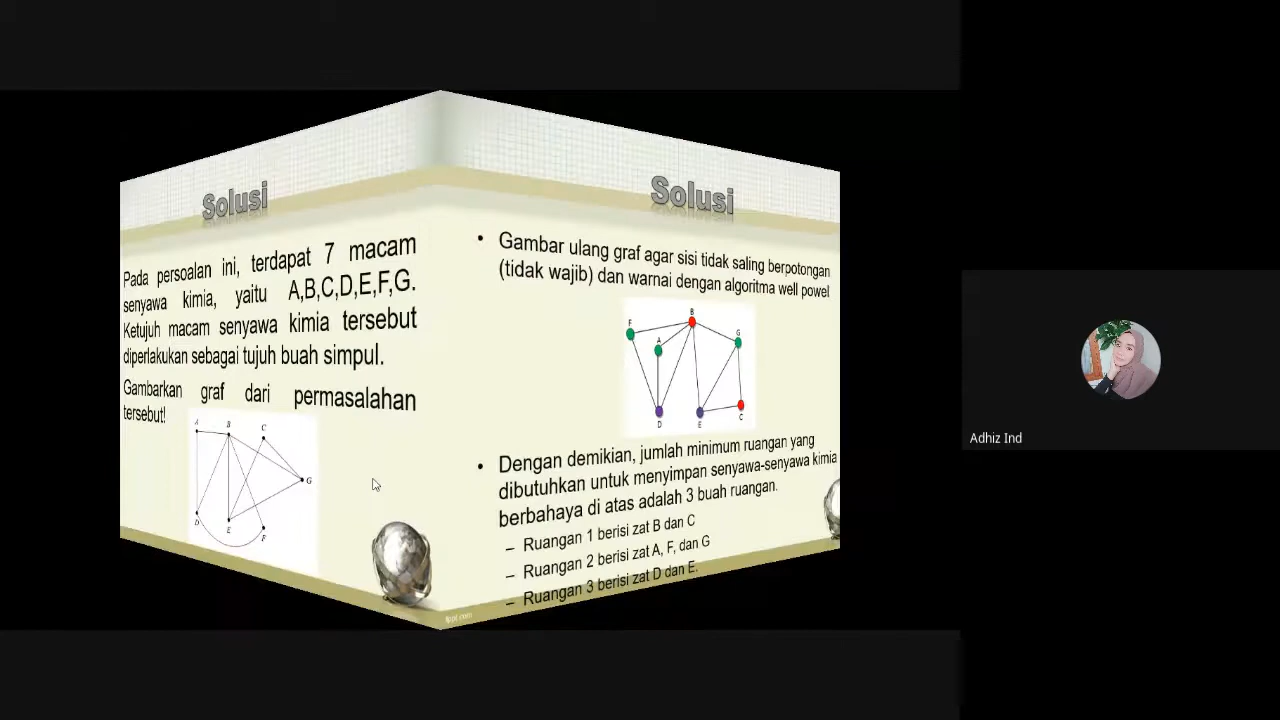 Solusi
Pada persoalan ini, terdapat 7 macam
senyawa kimia, yaitu A,B,C,D,E,F,G.
Ketujuh macam senyawa kimia tersebut
diperlakukan sebagai tujuh buah simpul.
Gambarkan graf dari permasalahan
tersebut!
A B C
G
D E F
Solusi
• Gambar ulang graf agar sisi tidak saling berpotongan
(tidak wajib) dan warnai dengan algoritma well powel
B
F
G
A
D E C
• Dengan demikian, jumlah minimum ruangan yang
dibutuhkan untuk menyimpan senyawa-senyawa kimia
berbahaya di atas adalah 3 buah ruangan.
– Ruangan 1 berisi zat B dan C
– Ruangan 2 berisi zat A, F, dan G
– Ruangan 3 berisi zat D dan E.
fppt.com
Adhiz Ind